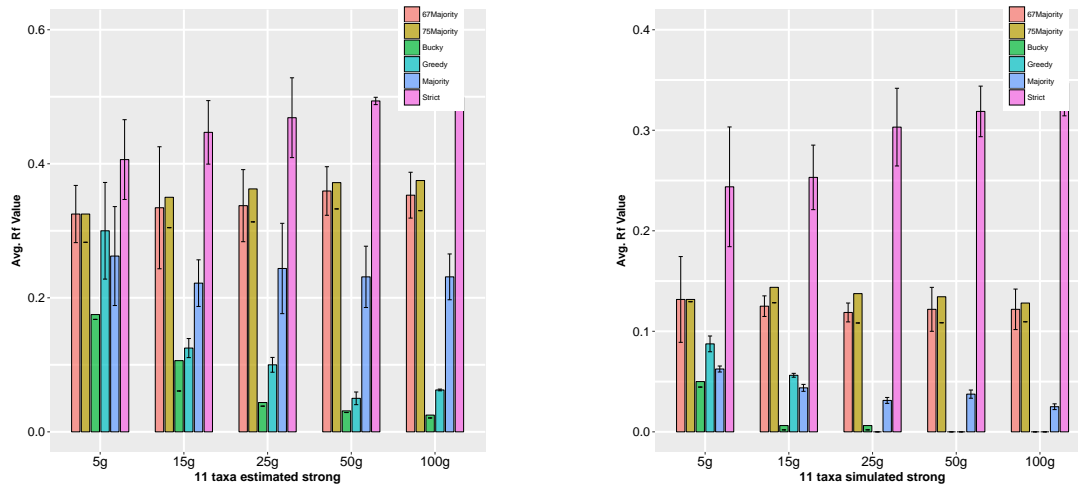 0.6
0.4
0.2
0.0
Avg. Rf Value
5g 15g 25g 50g 100g
11 taxa estimated strong
67Majority
75Majority
Bucky
Greedy
Majority
Strict
0.4
0.3
0.2
0.1
0.0
Avg. Rf Value
5g 15g 25g 50g 100g
11 taxa simulated strong
67Majority
75Majority
Bucky
Greedy
Majority
Strict